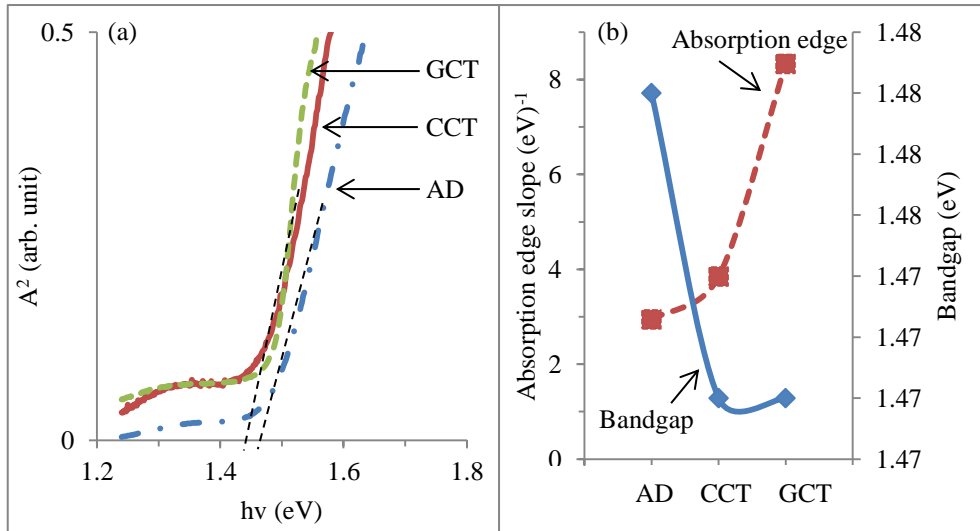 (a)
0.5
GCT
CCT
AD
A² (arb. unit)
0
1.2
1.4
1.6
1.8
hν (eV)
(b)
Absorption edge
Absorption edge slope (eV)⁻¹
8
6
4
2
0
Bandgap
AD
CCT
GCT
1.48
1.48
1.48
1.48
1.47
1.47
1.47
1.47
Bandgap (eV)